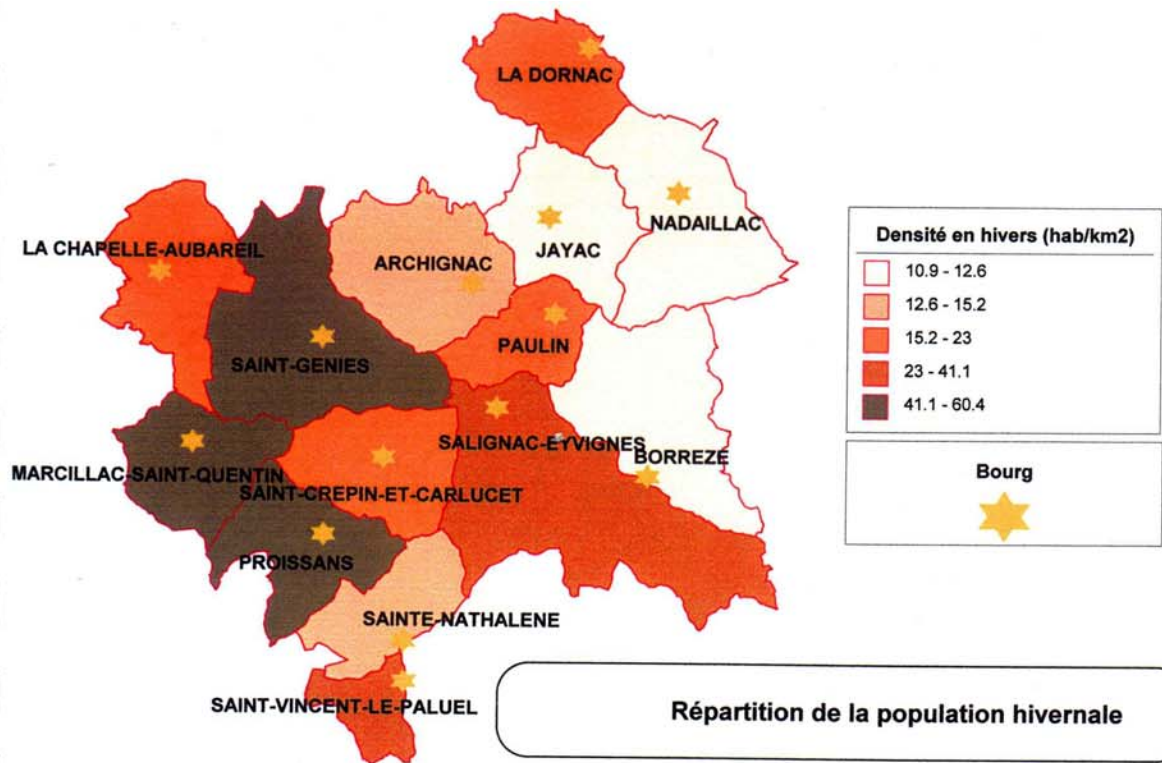 LA DORNAC
NADAILLAC
LA CHAPELLE-AUBAREIL
ARCHIGNAC
JAYAC
PAULIN
SAINT-GENIES
SALIGNAC-EYVIGNES
BORREZE
MARCILLAC-SAINT-QUENTIN
SAINT-CREPIN-ET-CARLUCET
PROISSANS
SAINTE-NATHALENE
SAINT-VINCENT-LE-PALUEL
Densité en hivers (hab/km2)
10.9 - 12.6
12.6 - 15.2
15.2 - 23
23 - 41.1
41.1 - 60.4
Bourg
Répartition de la population hivernale